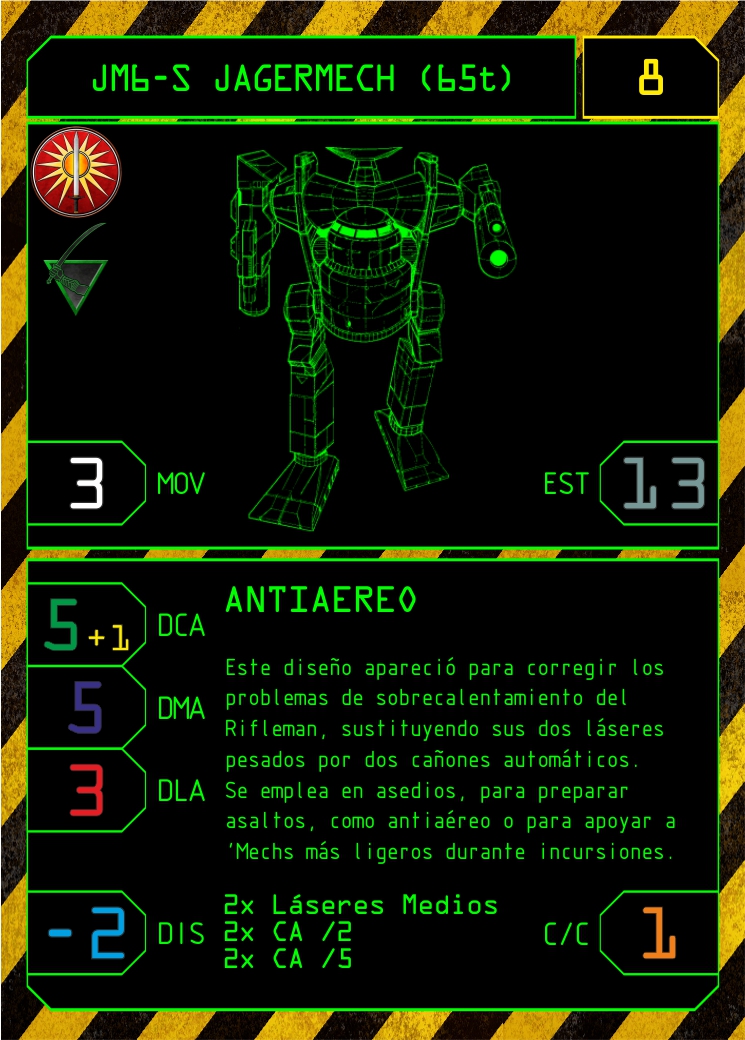 JM6-S JAGERMECH (65t)
8
3 MOV
EST 13
5 +1 DCA
ANTIAEREO
5 DMA
3 DLA
Este diseño apareció para corregir los
problemas de sobrecalentamiento del
Rifleman, sustituyendo sus dos láseres
pesados por dos cañones automáticos.
Se emplea en asedios, para preparar
asaltos, como antiaéreo o para apoyar a
'Mechs más ligeros durante incursiones.
-2 DIS
2x Láseres Medios
2x CA /2
2x CA /5
C/C 1